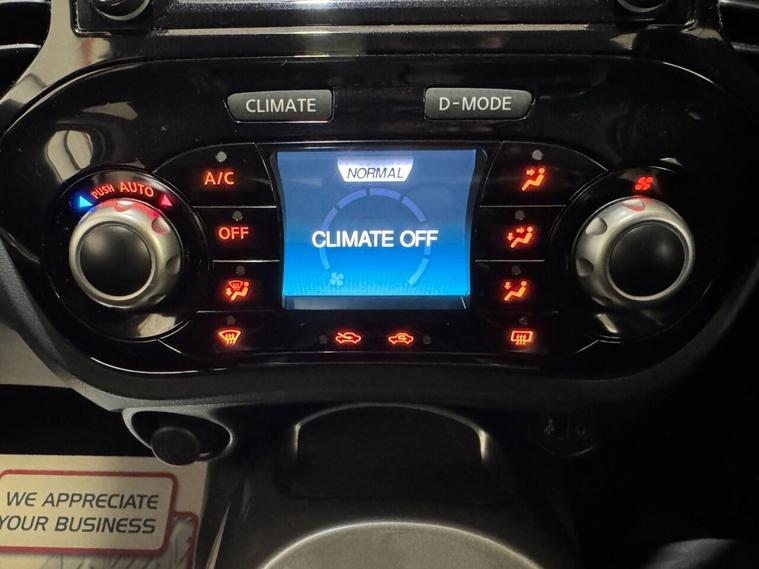 CLIMATE
D-MODE
NORMAL
PUSH AUTO
A/C
OFF
CLIMATE OFF
WE APPRECIATE
YOUR BUSINESS